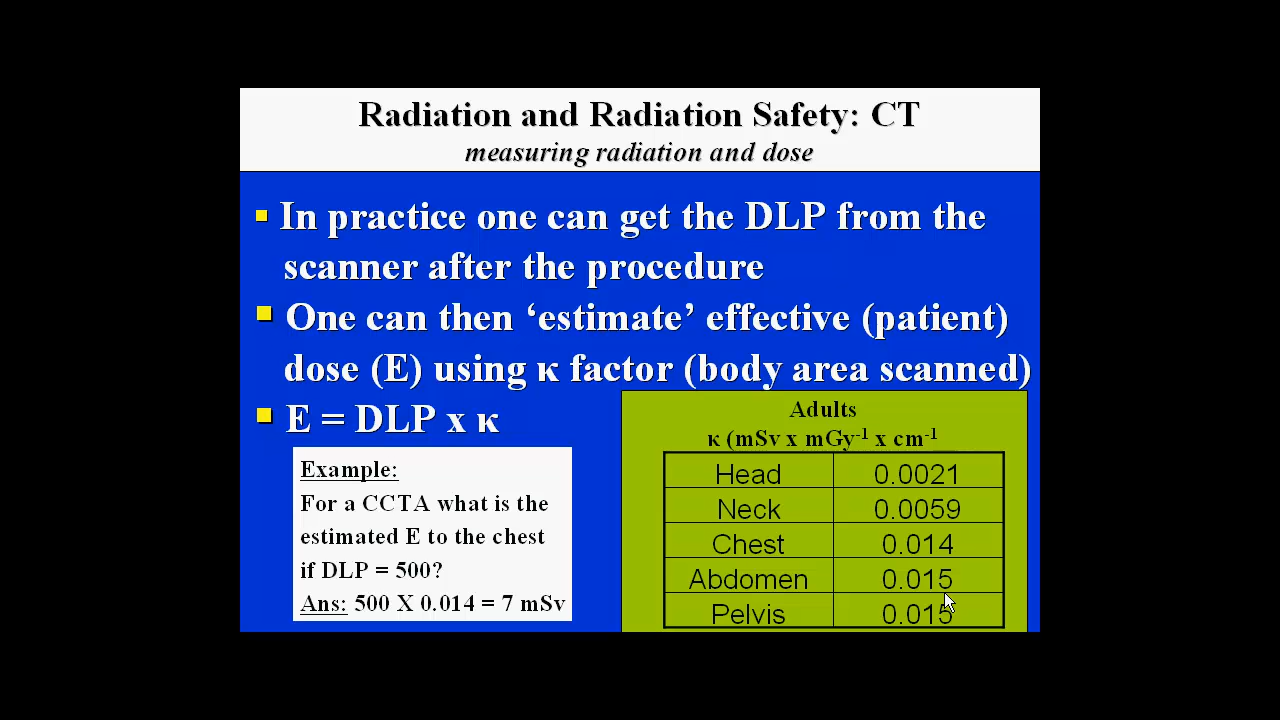 Radiation and Radiation Safety: CT
measuring radiation and dose
▪ In practice one can get the DLP from the
scanner after the procedure
▪ One can then ‘estimate’ effective (patient)
dose (E) using κ factor (body area scanned)
▪ E = DLP x κ
Example:
For a CCTA what is the
estimated E to the chest
if DLP = 500?
Ans: 500 X 0.014 = 7 mSv
Adults
κ (mSv x mGy⁻¹ x cm⁻¹
Head 0.0021
Neck 0.0059
Chest 0.014
Abdomen 0.015
Pelvis 0.015